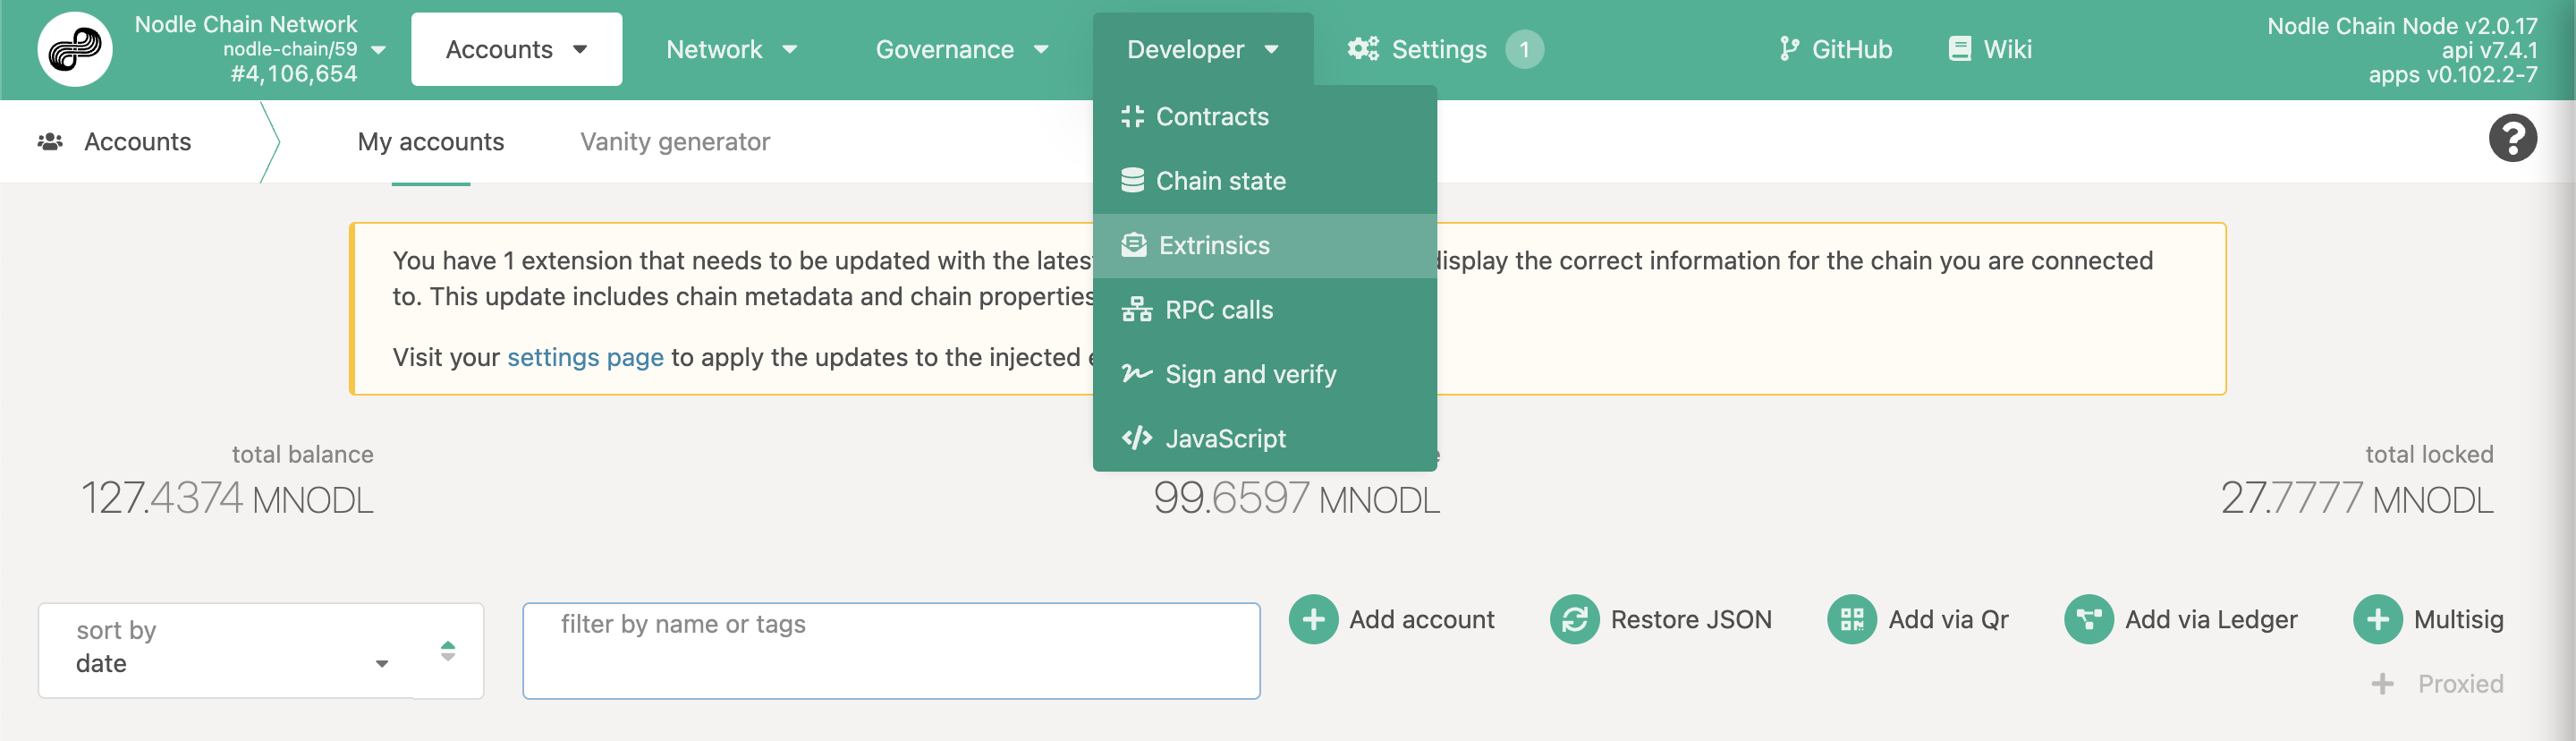 Nodle Chain Network
nodle-chain/59
#4,106,654
Accounts
Network
Governance
Developer
Settings 1
GitHub
Wiki
Nodle Chain Node v2.0.17
api v7.4.1
apps v0.102.2-7
Accounts
My accounts
Vanity generator
?
Contracts
Chain state
Extrinsics
RPC calls
Sign and verify
JavaScript
You have 1 extension that needs to be updated with the latest display the correct information for the chain you are connected
to. This update includes chain metadata and chain properties
Visit your settings page to apply the updates to the injected
total balance
127.4374 MNODL
99.6597 MNODL
total locked
27.7777 MNODL
sort by
date
filter by name or tags
Add account
Restore JSON
Add via Qr
Add via Ledger
Multisig
Proxied